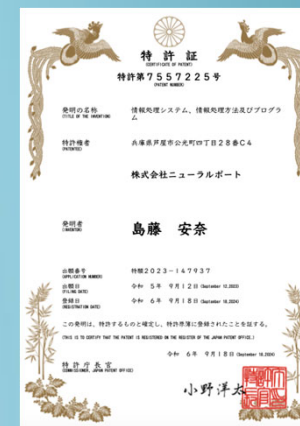 特許証
(CERTIFICATE OF PATENT)
特許第7557225号
(PATENT NUMBER)
発明の名称
(TITLE OF THE INVENTION)
情報処理システム、情報処理方法及びプログラ
ム
特許権者
(PATENTEE)
兵庫県芦屋市公光町四丁目28番C4
株式会社ニューラルポート
発明者
(INVENTOR)
島藤 安奈
出願番号
(APPLICATION NUMBER)
特願2023-147937
出願日
(FILING DATE)
令和 5年 9月12日(September 12,2023)
登録日
(REGISTRATION DATE)
令和 6年 9月18日(September 18,2024)
この発明は、特許するものと確定し、特許原簿に登録されたことを証する。
(THIS IS TO CERTIFY THAT THE PATENT IS REGISTERED ON THE REGISTER OF THE JAPAN PATENT OFFICE.)
令和 6年 9月18日(September 18,2024)
特許庁長官
(COMMISSIONER, JAPAN PATENT OFFICE)
小野洋太